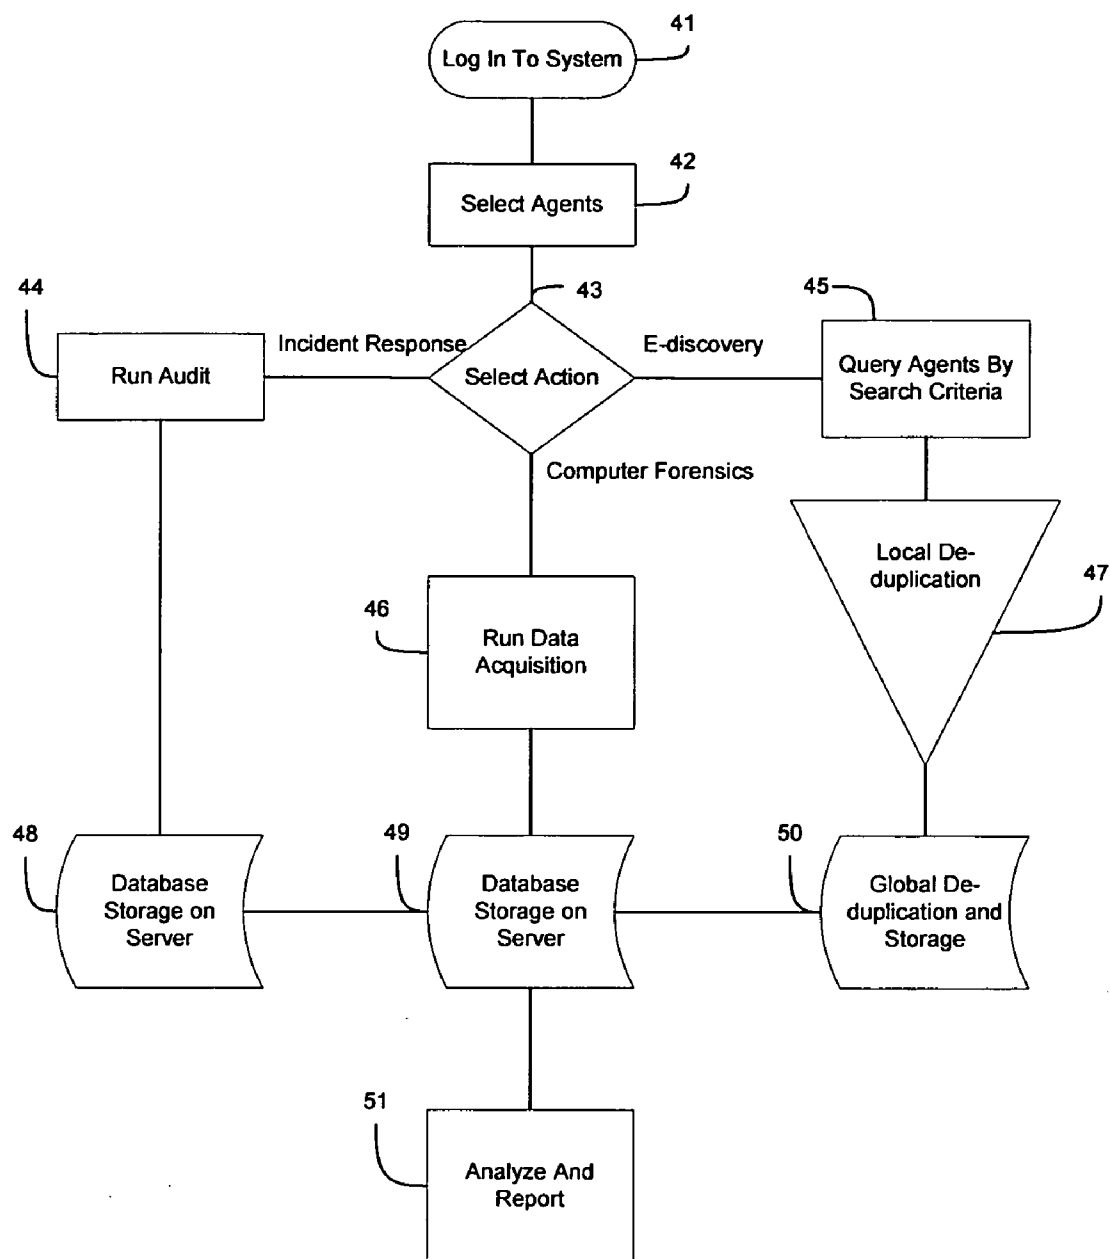 41
Log In To System
42
Select Agents
43
44
45
Incident Response
E-discovery
Run Audit
Select Action
Query Agents By
Search Criteria
Computer Forensics
Local De-
duplication
47
46
Run Data
Acquisition
48
49
50
Database
Storage on
Server
Database
Storage on
Server
Global De-
duplication and
Storage
51
Analyze And
Report